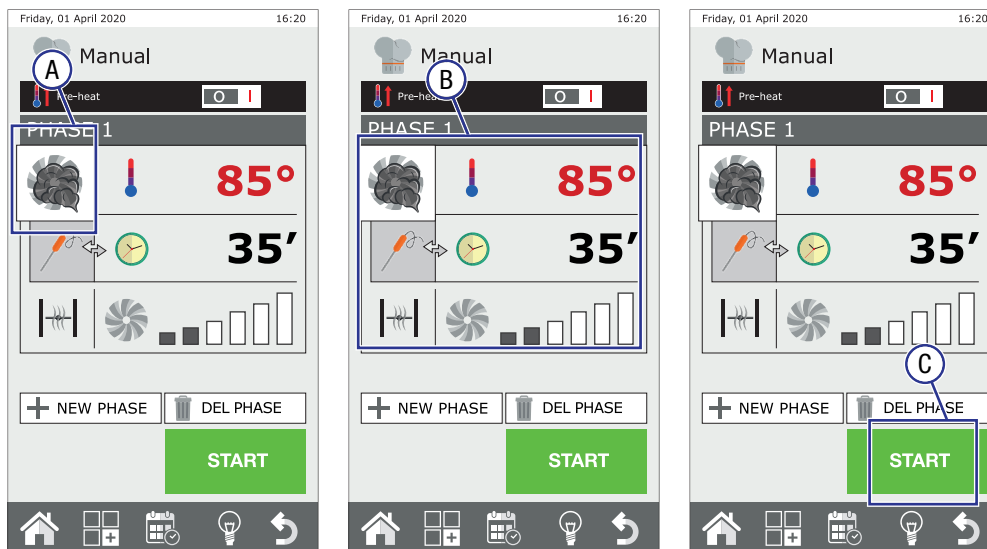 Friday, 01 April 2020 16:20
Manual
A
Pre-heat O I
PHASE 1
85°
35′
NEW PHASE DEL PHASE
START
Friday, 01 April 2020 16:20
Manual
B
Pre-heat O I
PHASE 1
85°
35′
NEW PHASE DEL PHASE
START
Friday, 01 April 2020 16:20
Manual
Pre-heat O I
PHASE 1
85°
35′
C
NEW PHASE DEL PHASE
START